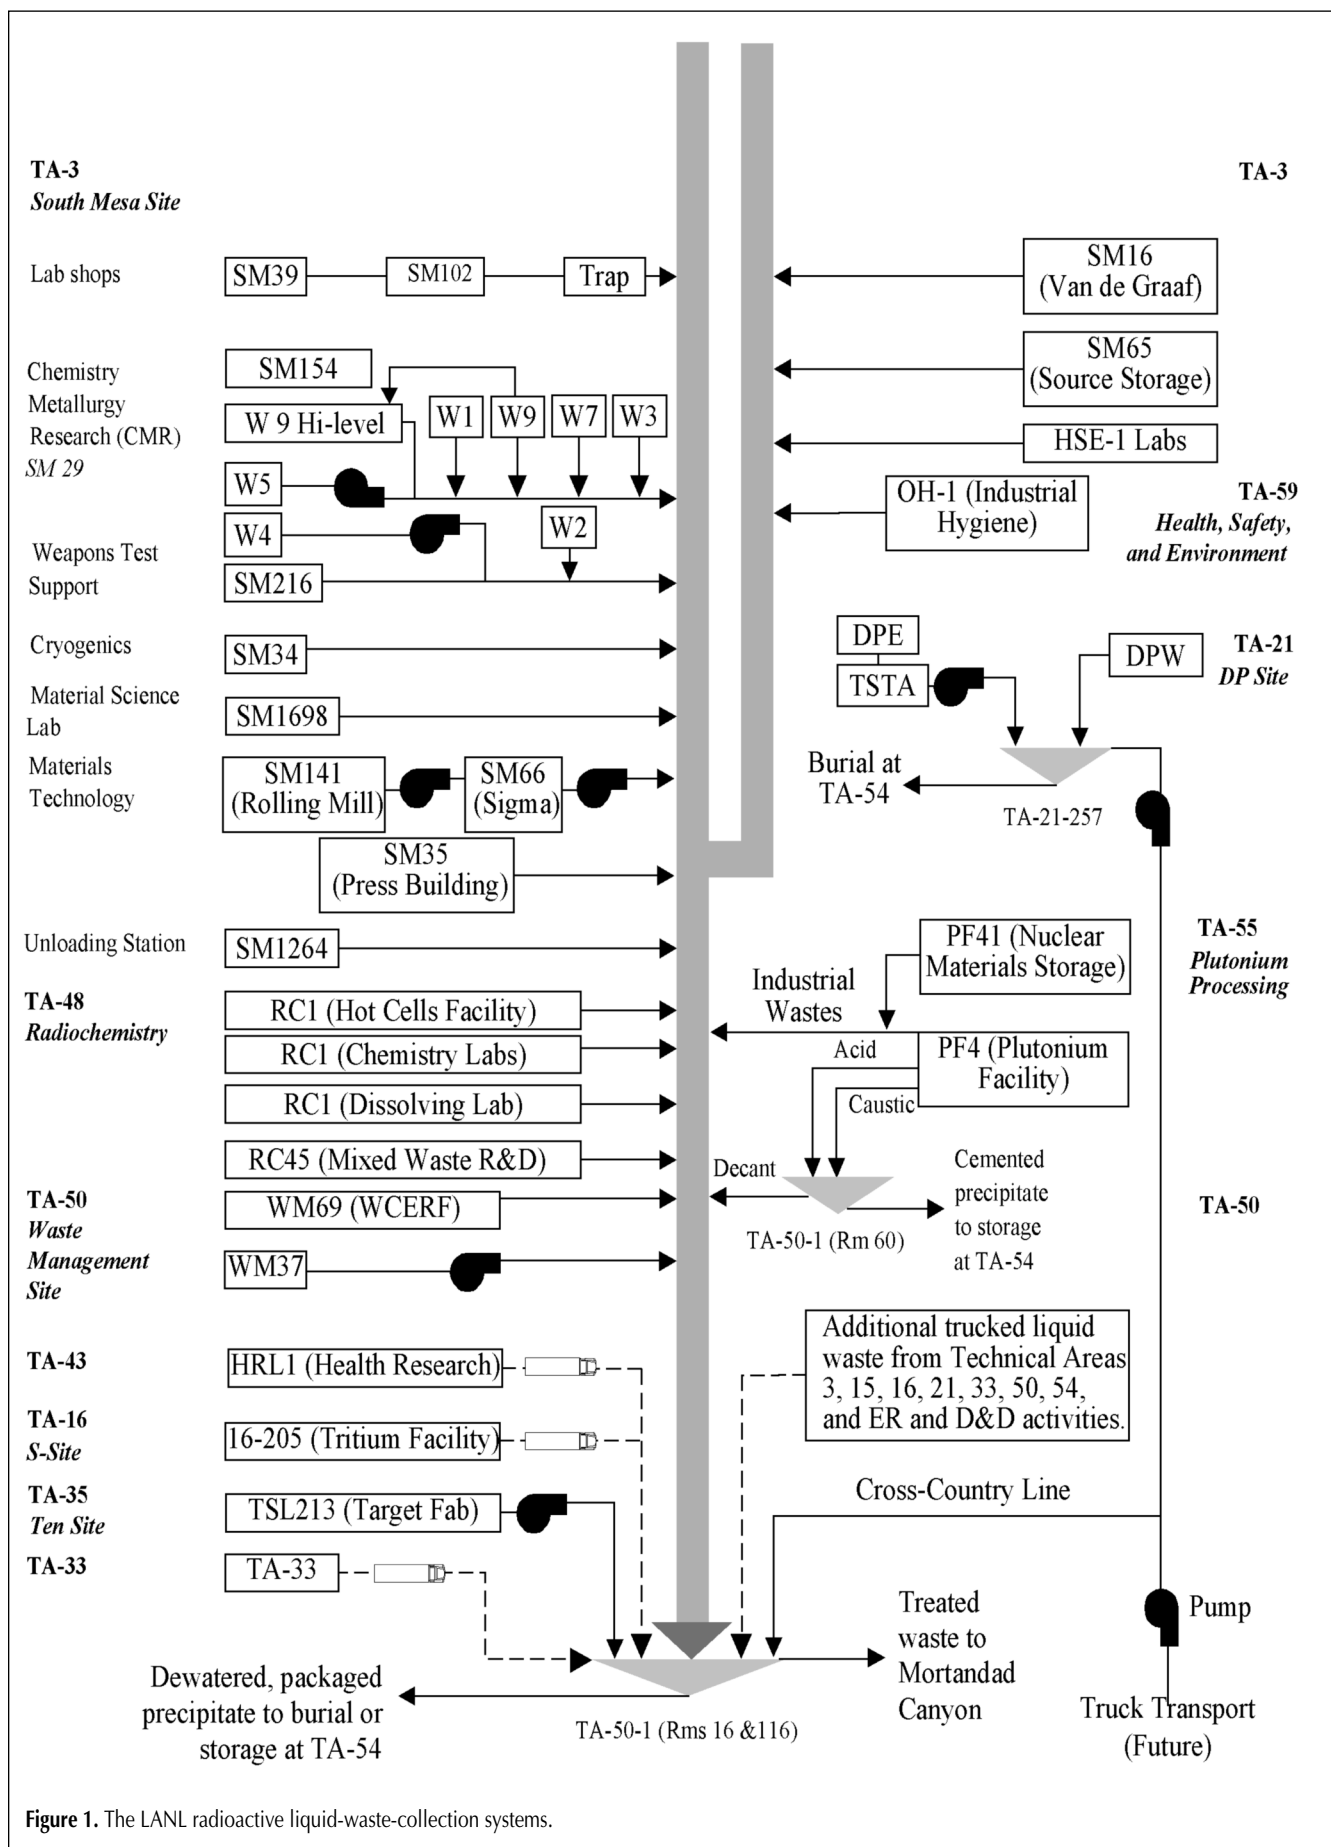 TA-3
South Mesa Site
TA-3
Lab shops
SM39
SM102
Trap
SM16
(Van de Graaf)
Chemistry
Metallurgy
Research (CMR)
SM 29
SM154
W 9 Hi-level
W1
W9
W7
W3
W5
SM65
(Source Storage)
HSE-1 Labs
OH-1 (Industrial
Hygiene)
TA-59
Health, Safety,
and Environment
Weapons Test
Support
W4
W2
SM216
Cryogenics
SM34
DPE
TSTA
DPW
TA-21
DP Site
Material Science
Lab
SM1698
Materials
Technology
SM141
(Rolling Mill)
SM66
(Sigma)
Burial at
TA-54
TA-21-257
SM35
(Press Building)
Unloading Station
SM1264
PF41 (Nuclear
Materials Storage)
TA-55
Plutonium
Processing
Industrial
Wastes
TA-48
Radiochemistry
RC1 (Hot Cells Facility)
RC1 (Chemistry Labs)
RC1 (Dissolving Lab)
RC45 (Mixed Waste R&D)
Acid
PF4 (Plutonium
Facility)
Caustic
Decant
Cemented
precipitate
to storage
at TA-54
TA-50-1 (Rm 60)
TA-50
TA-50
Waste
Management
Site
WM69 (WCERF)
WM37
TA-43
HRL1 (Health Research)
Additional trucked liquid
waste from Technical Areas
3, 15, 16, 21, 33, 50, 54,
and ER and D&D activities.
TA-16
S-Site
16-205 (Tritium Facility)
TA-35
Ten Site
TSL213 (Target Fab)
Cross-Country Line
TA-33
TA-33
Treated
waste to
Mortandad
Canyon
Pump
Dewatered, packaged
precipitate to burial or
storage at TA-54
TA-50-1 (Rms 16 &116)
Truck Transport
(Future)
Figure 1. The LANL radioactive liquid-waste-collection systems.